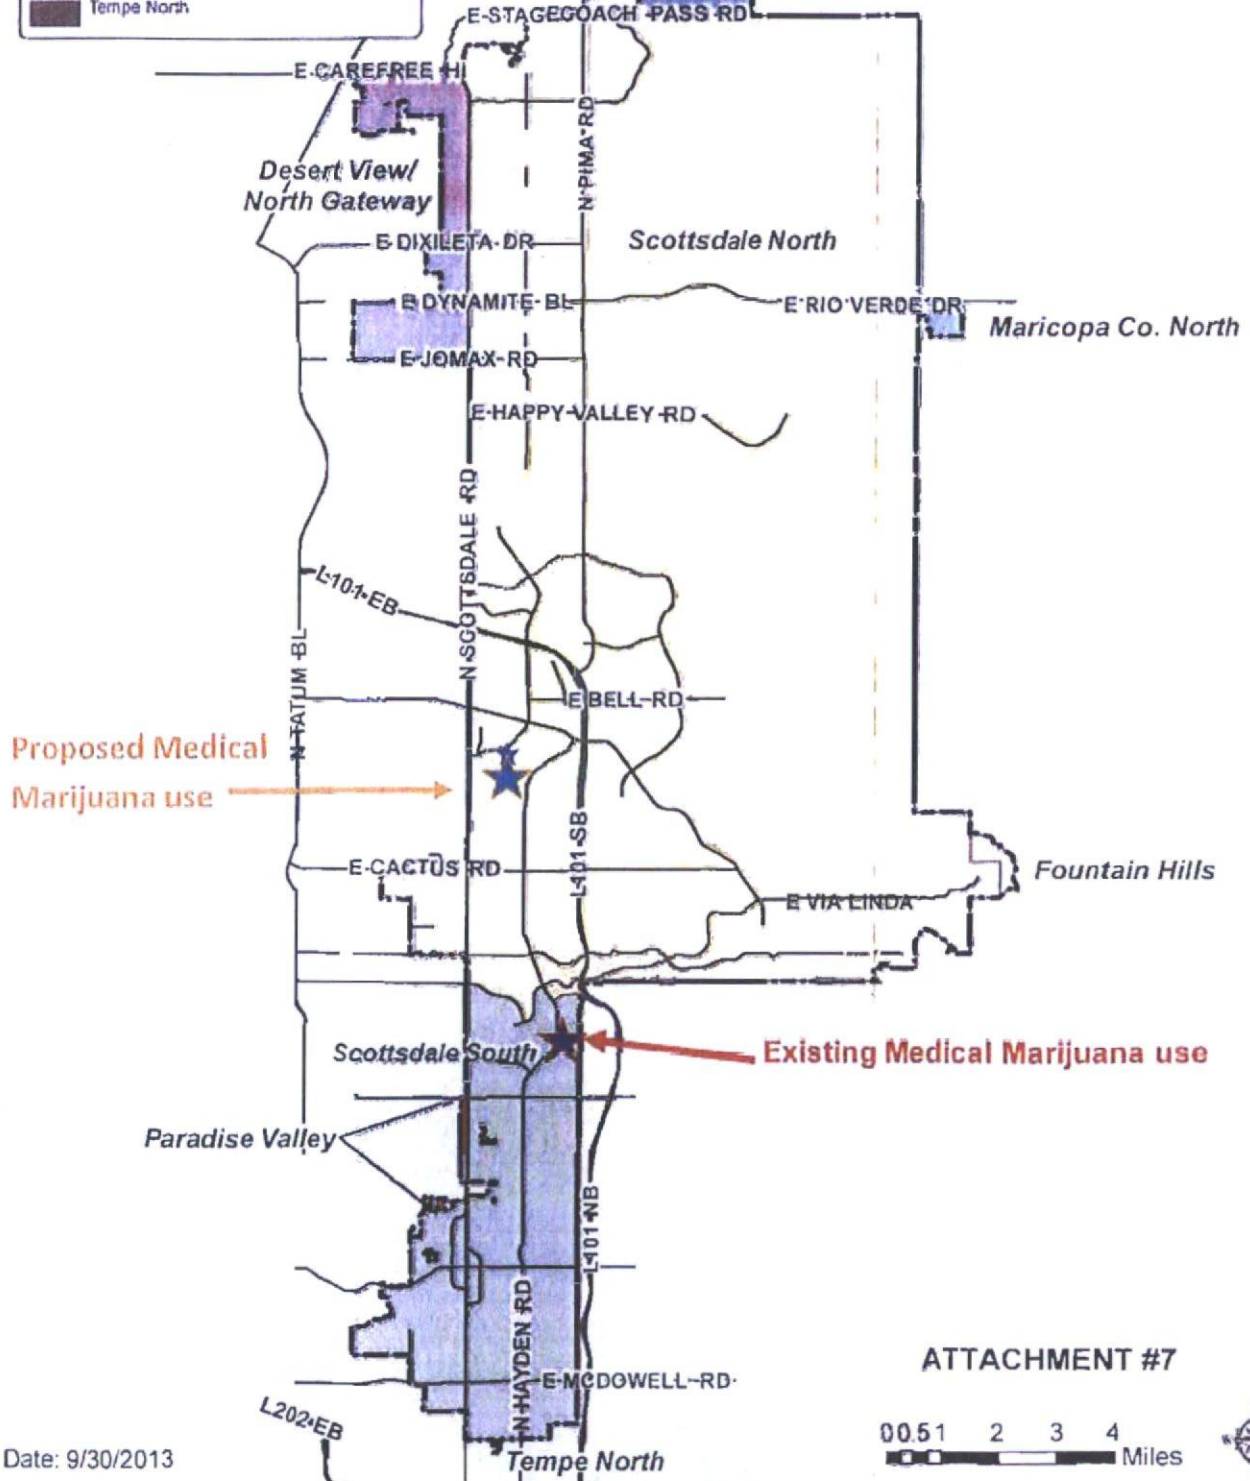 Tempe North
E STAGECOACH PASS RD
E CAREFREE HI
N PIMA RD
Desert View/
North Gateway
E DIXILETA DR
Scottsdale North
E DYNAMITE BL
E RIO VERDE DR
Maricopa Co. North
E JOMAX RD
E HAPPY VALLEY RD
N SCOTTSDALE RD
L101 EB
N TATUM BL
E BELL RD
Proposed Medical
Marijuana use
L101 SB
E CACTUS RD
Fountain Hills
E VIA LINDA
Scottsdale South
Existing Medical Marijuana use
Paradise Valley
L101 NB
N HAYDEN RD
ATTACHMENT #7
E MCDOWELL RD
L202 EB
0 0.5 1 2 3 4
Miles
Date: 9/30/2013
Tempe North